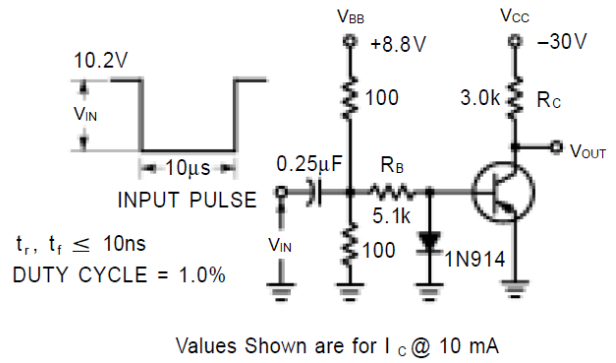 VBB
+8.8V
VCC
–30V
10.2V
VIN
10µs
INPUT PULSE
tr, tf ≤ 10ns
DUTY CYCLE = 1.0%
100
3.0k
RC
VOUT
0.25µF
RB
5.1k
VIN
100
1N914
Values Shown are for I C @ 10 mA